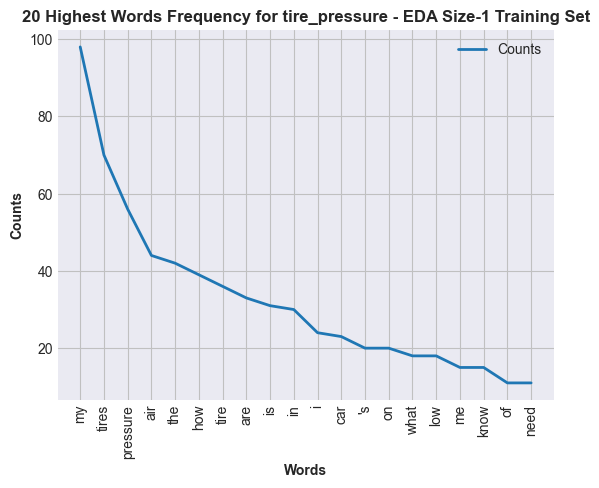 20 Highest Words Frequency for tire_pressure - EDA Size-1 Training Set
Counts
100
80
60
40
20
Counts
my
tires
pressure
air
the
how
tire
are
is
in
i
car
's
on
what
low
me
know
of
need
Words